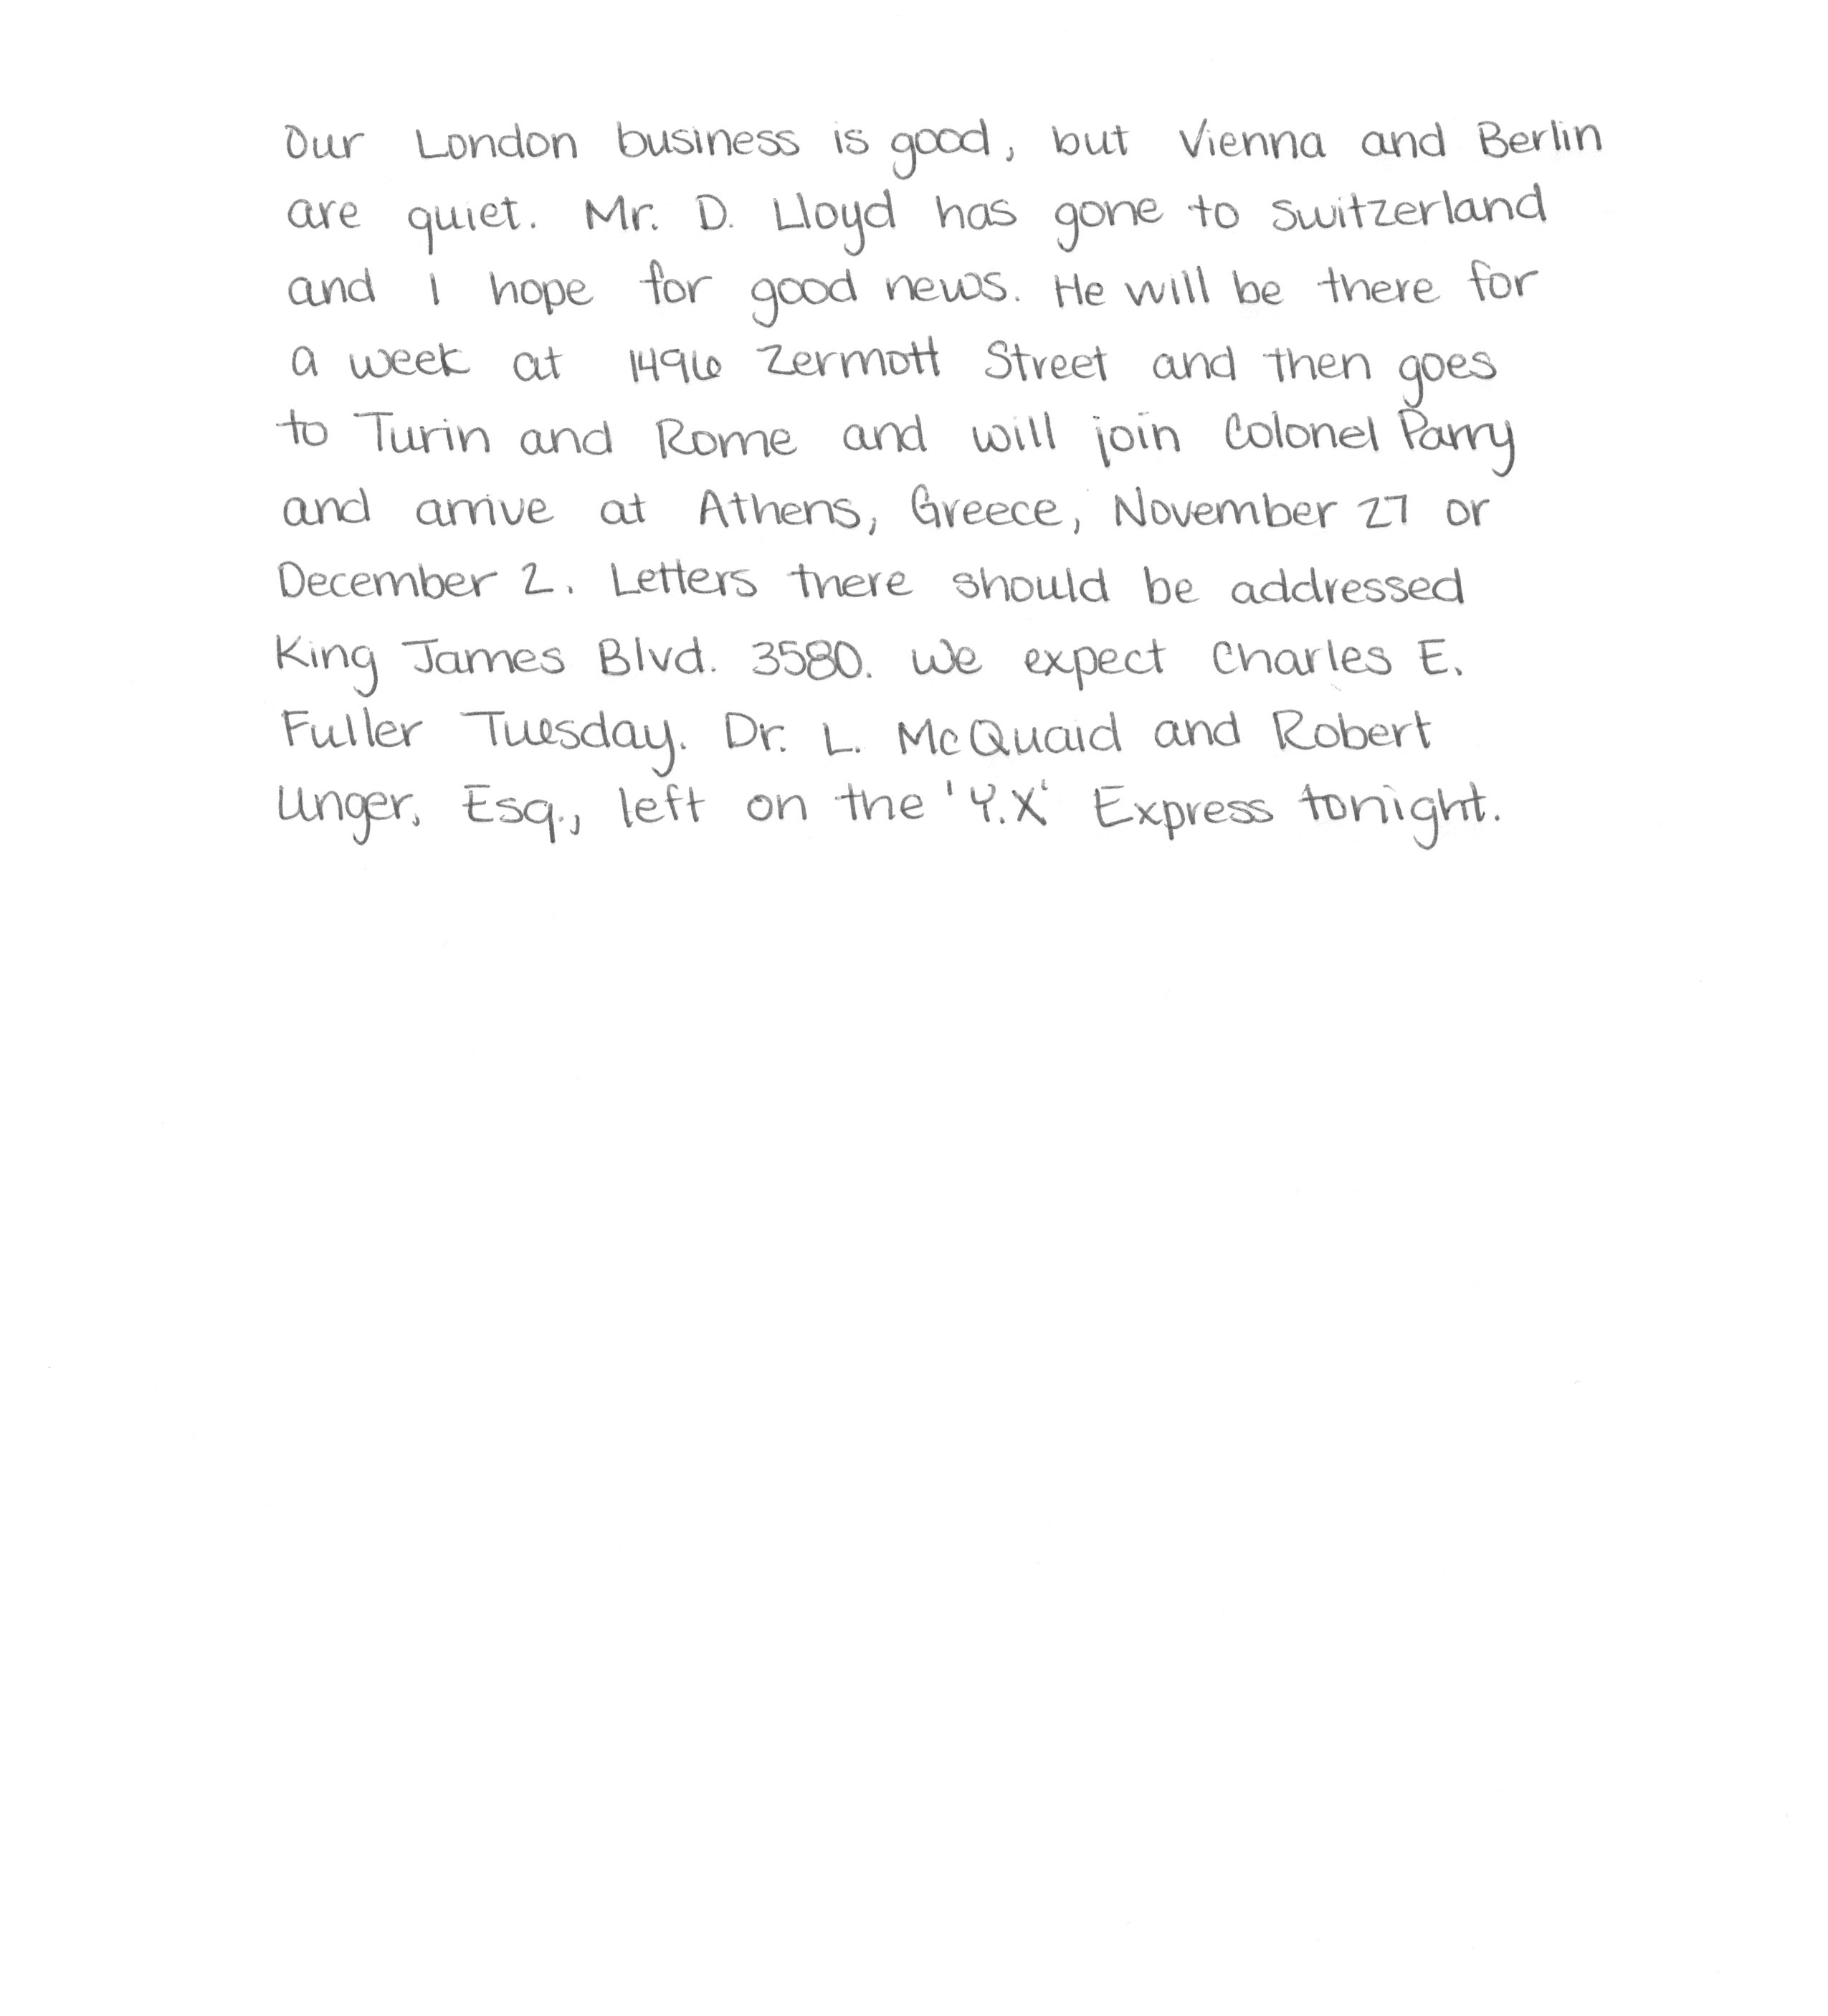 Our London business is good, but Vienna and Berlin
are quiet. Mr. D. Lloyd has gone to Switzerland
and I hope for good news. He will be there for
a week at 1496 Zermott Street and then goes
to Turin and Rome and will join Colonel Parry
and arrive at Athens, Greece, November 27 or
December 2. Letters there should be addressed
King James Blvd. 3580. We expect Charles E.
Fuller Tuesday. Dr. L. McQuaid and Robert
Unger, Esq., left on the 'Y.X' Express tonight.